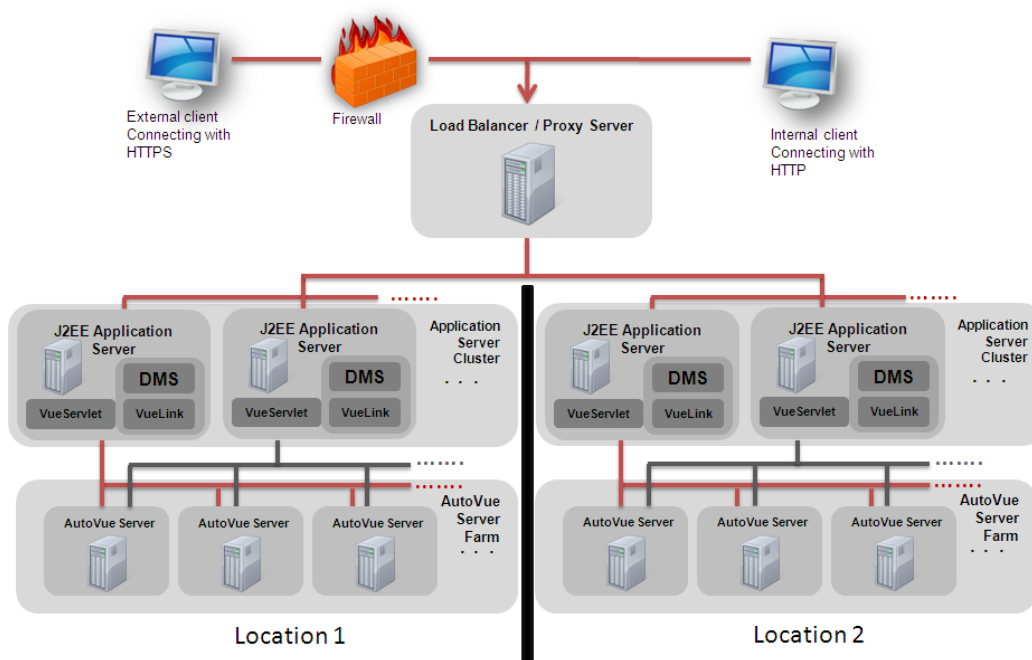 External client
Connecting with
HTTPS
Firewall
Load Balancer / Proxy Server
Internal client
Connecting with
HTTP
J2EE Application
Server
DMS
VueServlet
VueLink
J2EE Application
Server
DMS
VueServlet
VueLink
Application
Server
Cluster
. . .
AutoVue Server
AutoVue Server
AutoVue Server
AutoVue
Server
Farm
. . .
Location 1
J2EE Application
Server
DMS
VueServlet
VueLink
J2EE Application
Server
DMS
VueServlet
VueLink
Application
Server
Cluster
. . .
AutoVue Server
AutoVue Server
AutoVue Server
AutoVue
Server
Farm
. . .
Location 2